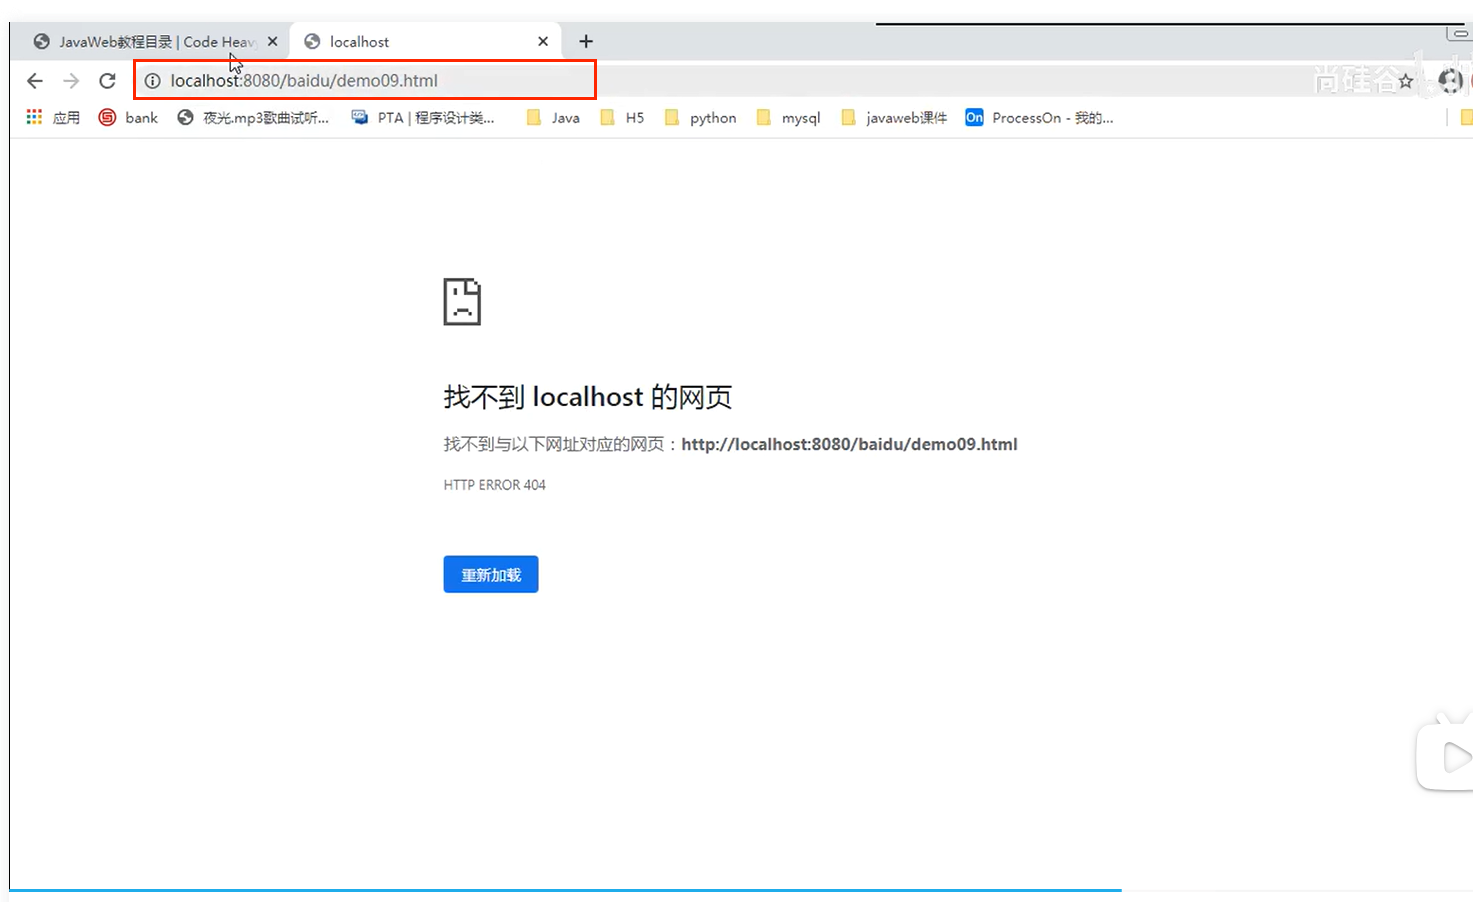 JavaWeb教程目录 | Code Heavy
localhost
localhost:8080/baidu/demo09.html
尚硅谷
应用
bank
夜光.mp3歌曲试听...
PTA | 程序设计类...
Java
H5
python
mysql
javaweb课件
On
ProcessOn - 我的...
找不到 localhost 的网页
找不到与以下网址对应的网页：http://localhost:8080/baidu/demo09.html
HTTP ERROR 404
重新加载